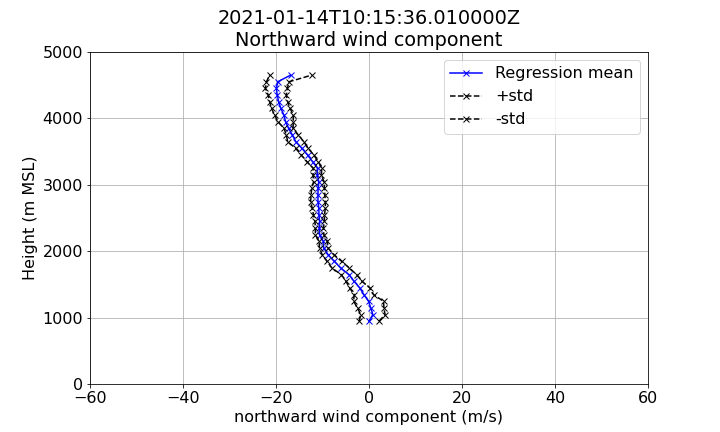 2021-01-14T10:15:36.010000Z
Northward wind component
5000
4000
3000
2000
1000
0
Height (m MSL)
Regression mean
+std
-std
−60 −40 −20 0 20 40 60
northward wind component (m/s)